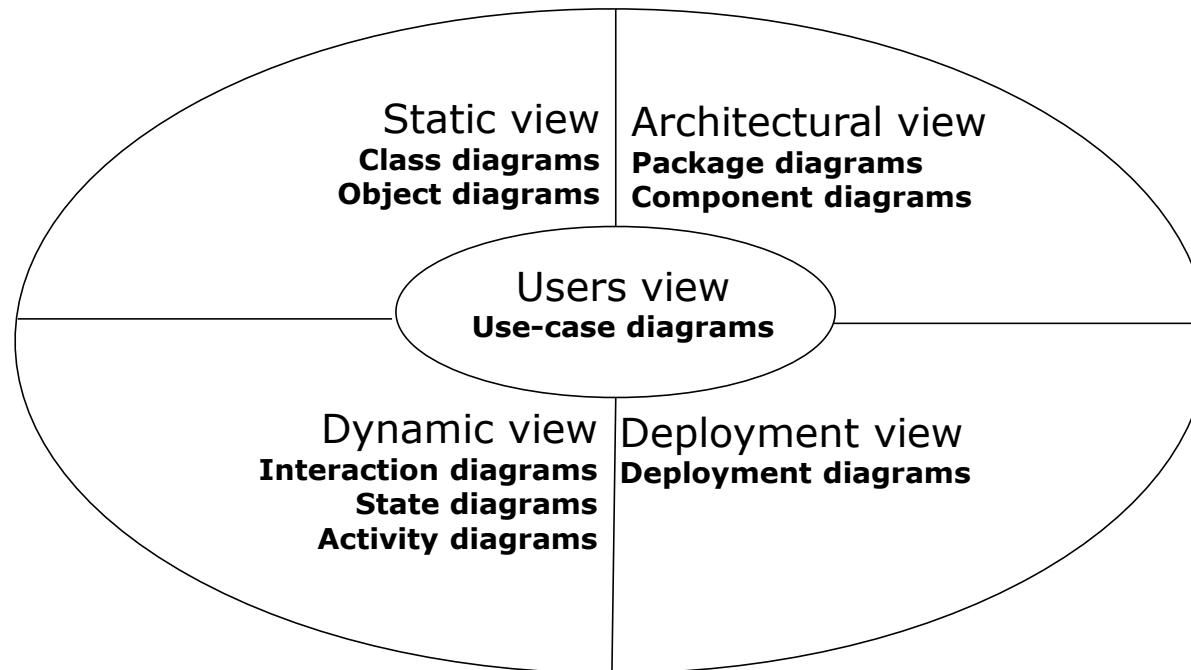 Static view
Class diagrams
Object diagrams
Architectural view
Package diagrams
Component diagrams
Users view
Use-case diagrams
Dynamic view
Interaction diagrams
State diagrams
Activity diagrams
Deployment view
Deployment diagrams